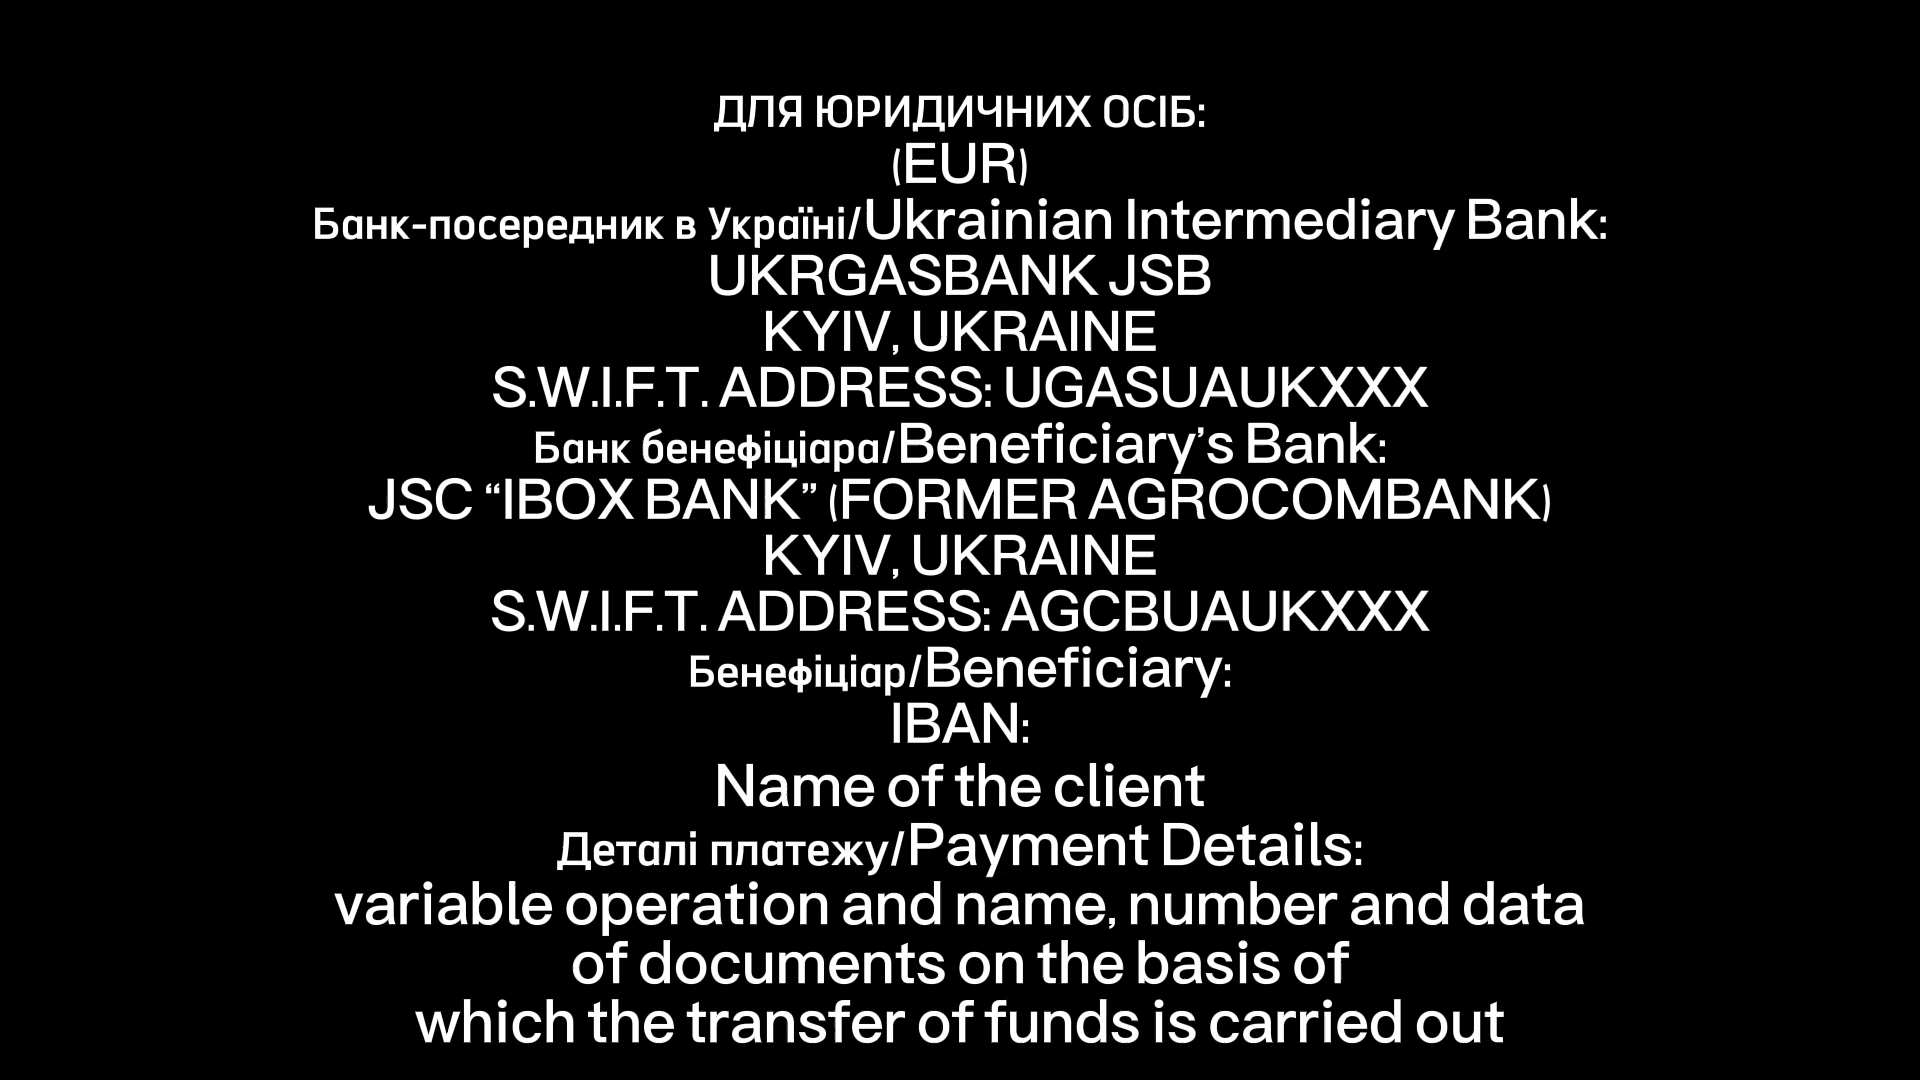 ДЛЯ ЮРИДИЧНИХ ОСІБ:
(EUR)
Банк-посередник в Україні/Ukrainian Intermediary Bank:
UKRGASBANK JSB
KYIV, UKRAINE
S.W.I.F.T. ADDRESS: UGASUAUKXXX
Банк бенефіціара/Beneficiary’s Bank:
JSC “IBOX BANK” (FORMER AGROCOMBANK)
KYIV, UKRAINE
S.W.I.F.T. ADDRESS: AGCBUAUKXXX
Бенефіціар/Beneficiary:
IBAN:
Name of the client
Деталі платежу/Payment Details:
variable operation and name, number and data
of documents on the basis of
which the transfer of funds is carried out